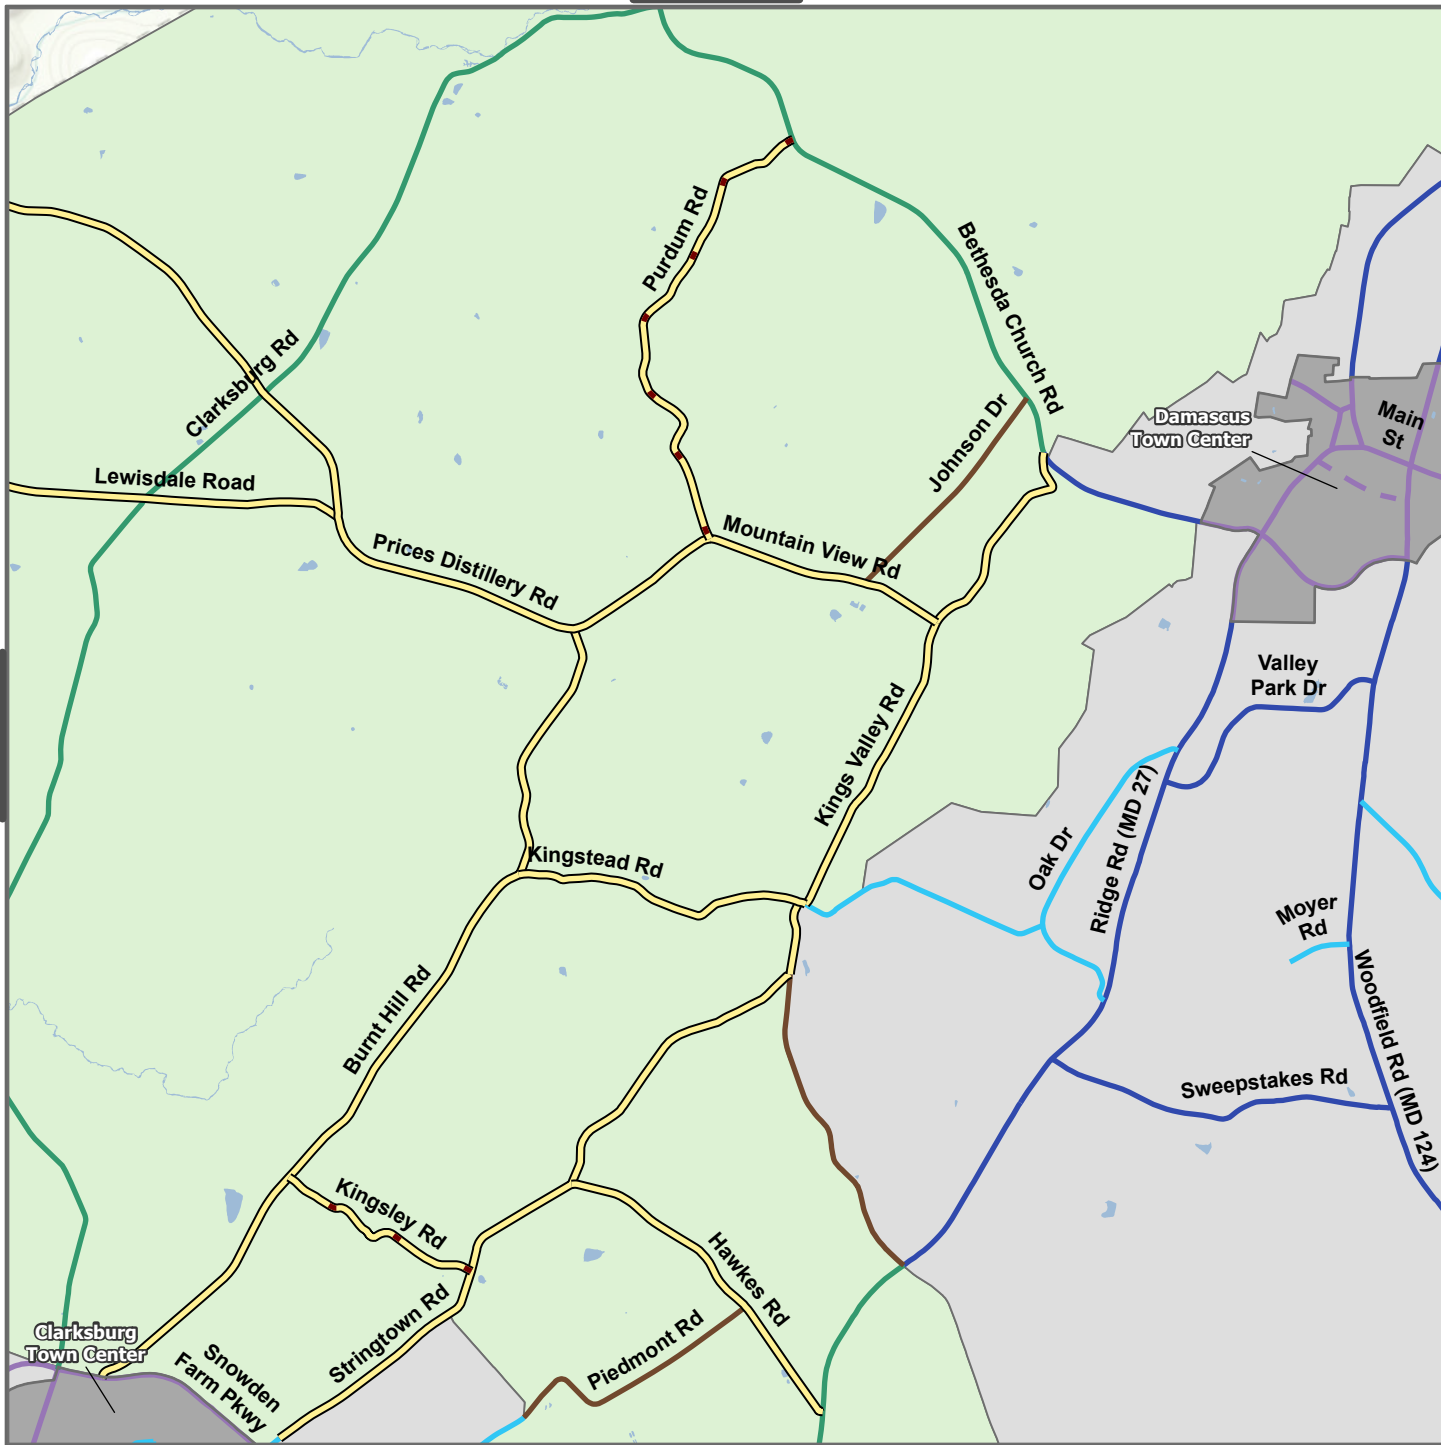 Purdum Rd
Bethesda Church Rd
Clarksburg Rd
Johnson Dr
Damascus
Town Center
Main
St
Lewisdale Road
Mountain View Rd
Prices Distillery Rd
Valley
Park Dr
Kings Valley Rd
Ridge Rd (MD 27)
Oak Dr
Kingstead Rd
Moyer
Rd
Woodfield Rd (MD 124)
Burnt Hill Rd
Sweepstakes Rd
Kingsley Rd
Hawkes Rd
Stringtown Rd
Piedmont Rd
Clarksburg
Town Center
Snowden
Farm Pkwy